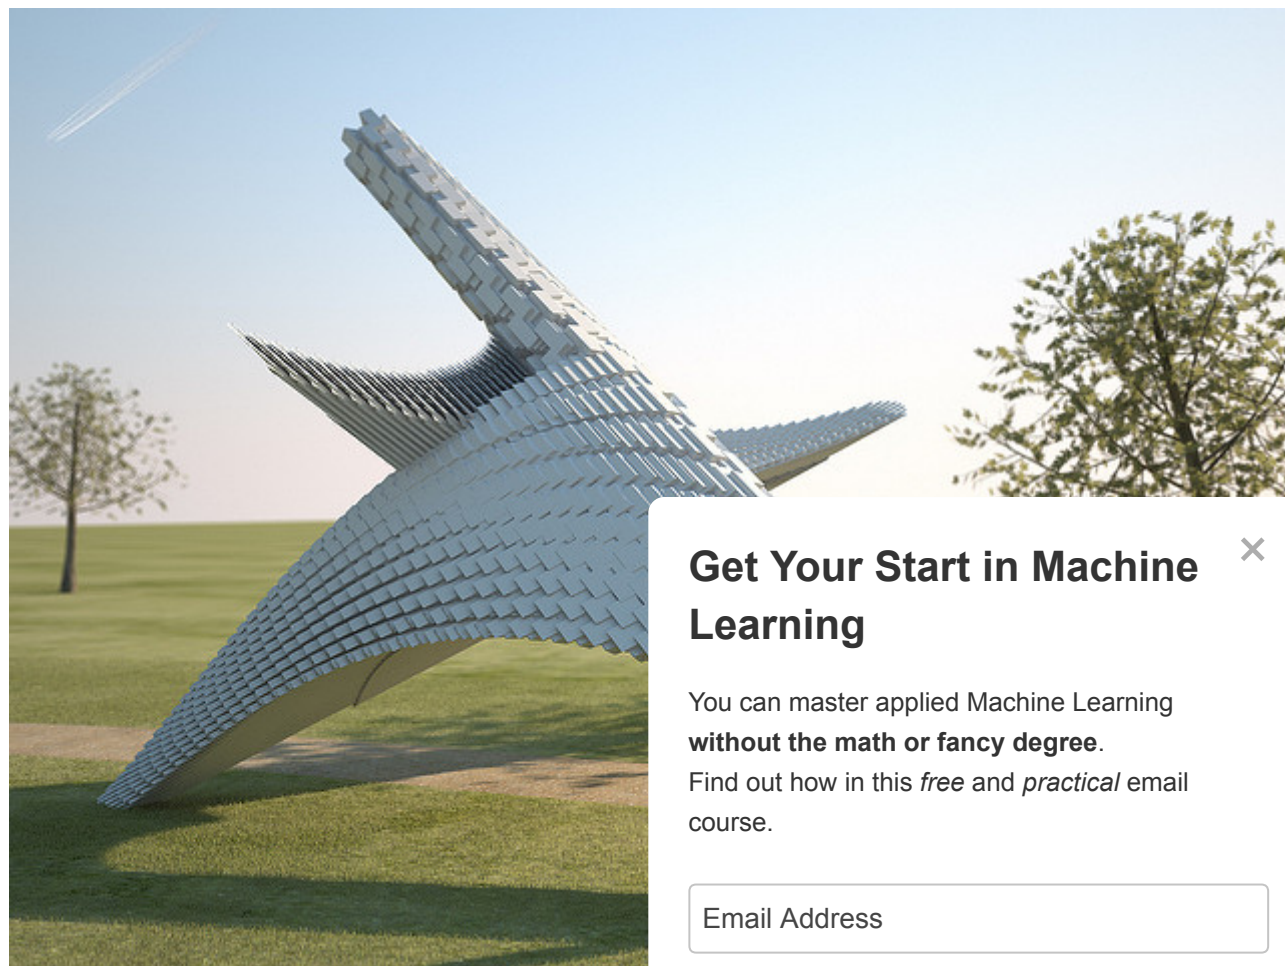 Get Your Start in Machine
Learning
×
You can master applied Machine Learning
without the math or fancy degree.
Find out how in this free and practical email
course.
Email Address